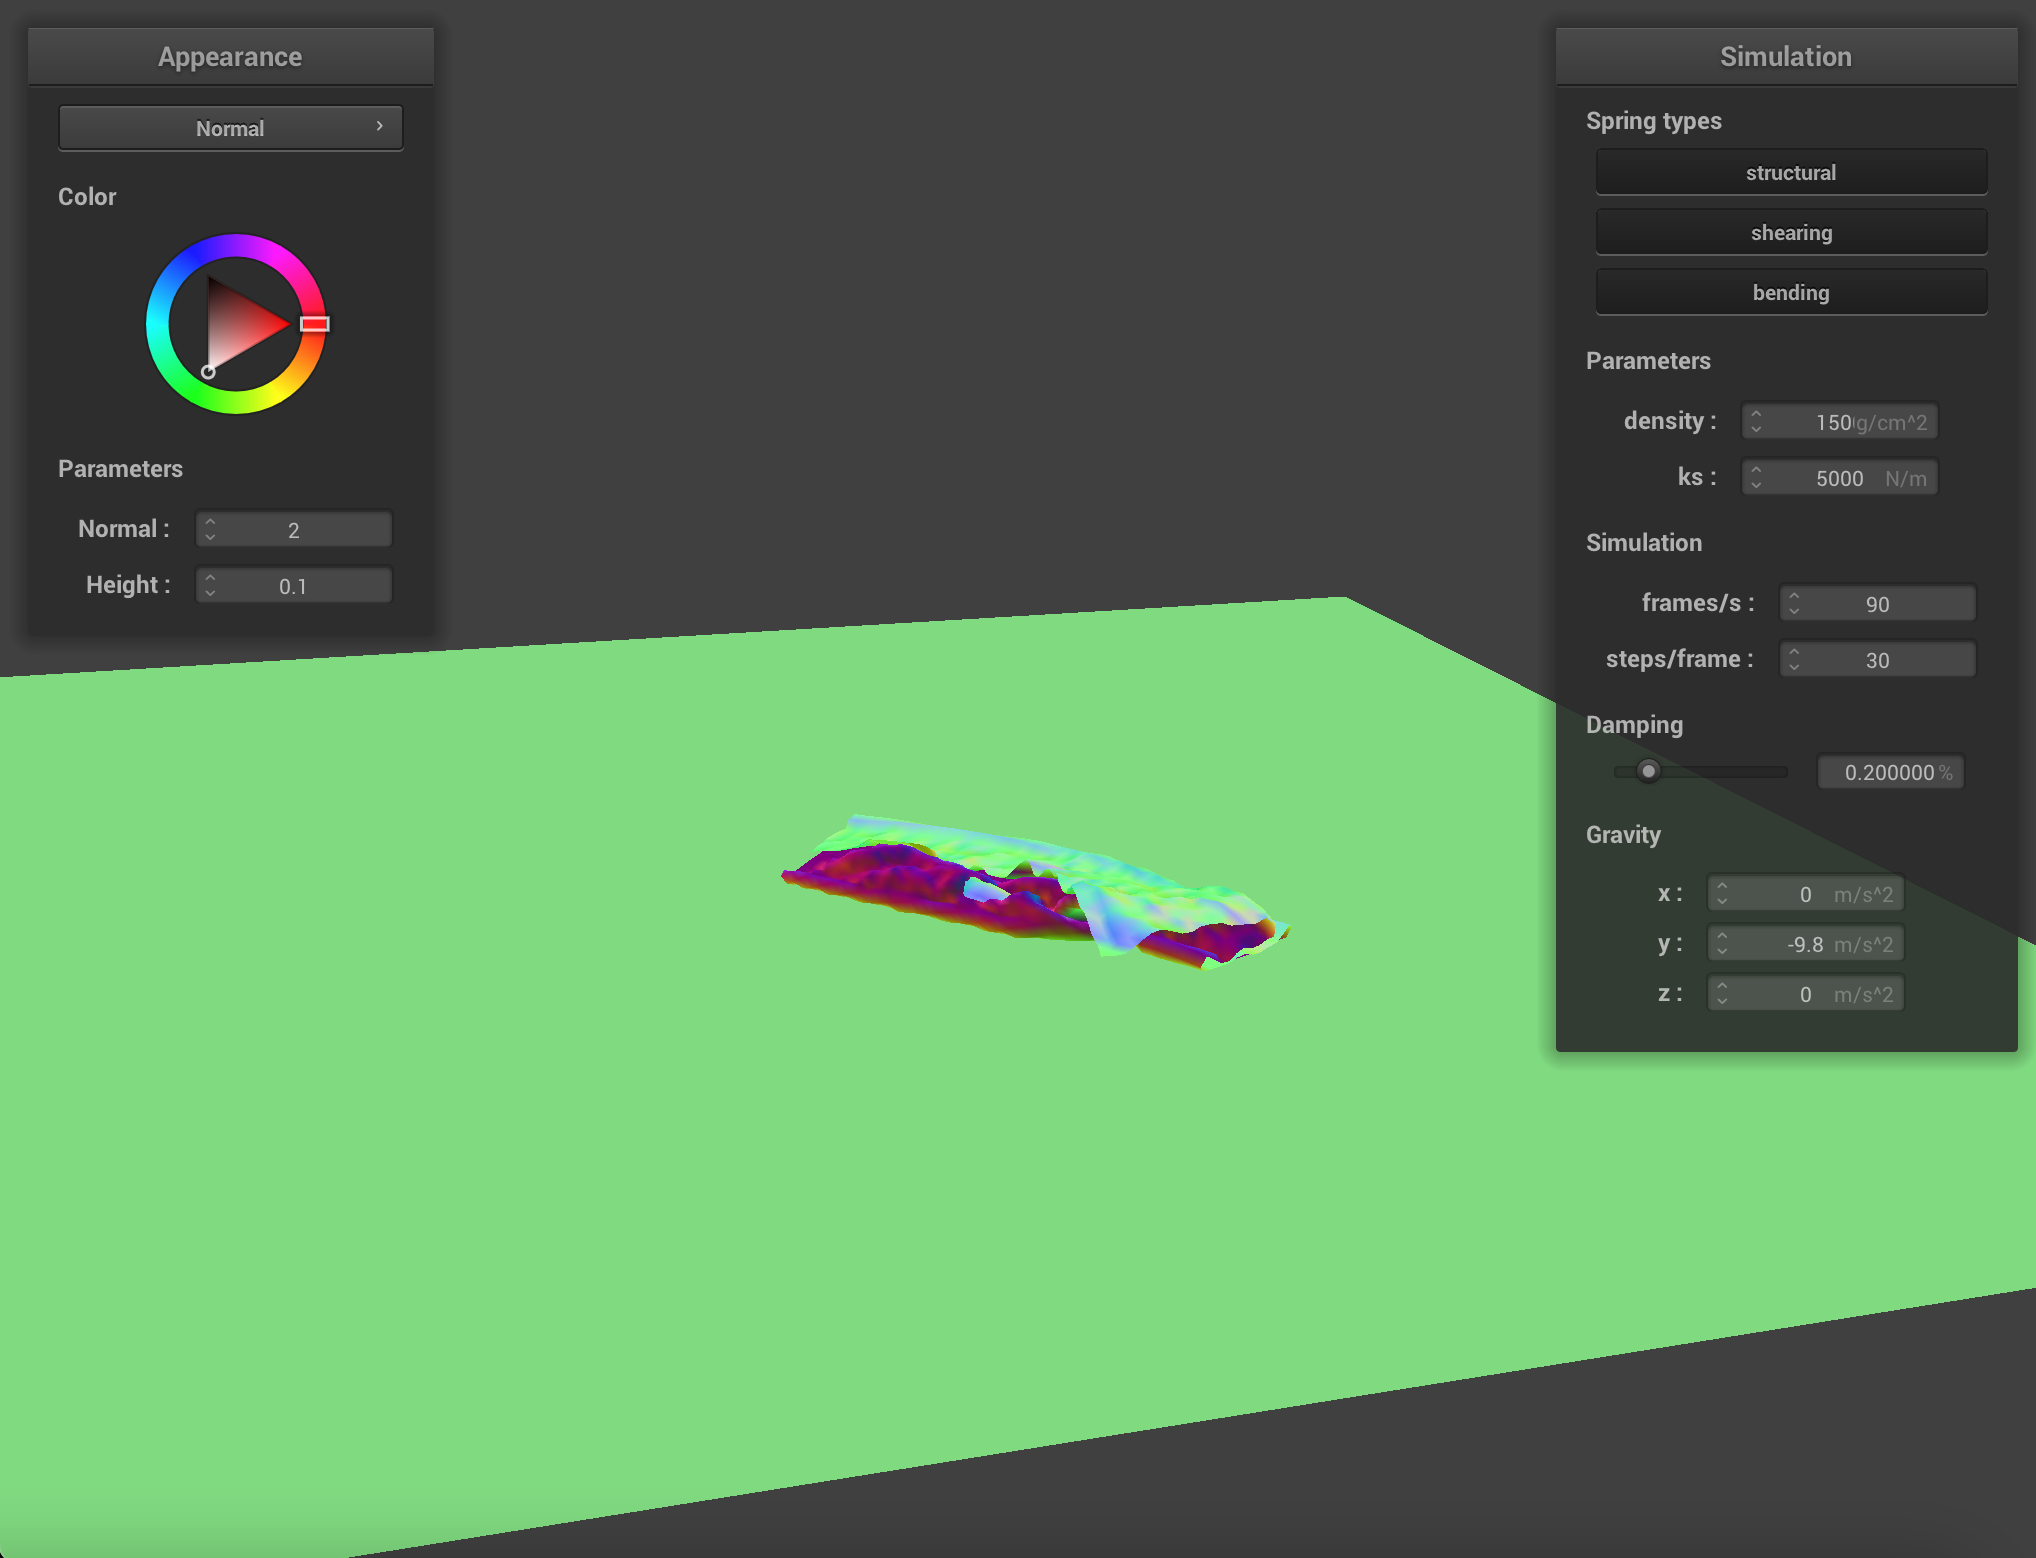 Appearance
Normal
Color
Parameters
Normal : 2
Height : 0.1
Simulation
Spring types
structural
shearing
bending
Parameters
density : 150 g/cm^2
ks : 5000 N/m
Simulation
frames/s : 90
steps/frame : 30
Damping
0.200000 %
Gravity
x : 0 m/s^2
y : -9.8 m/s^2
z : 0 m/s^2